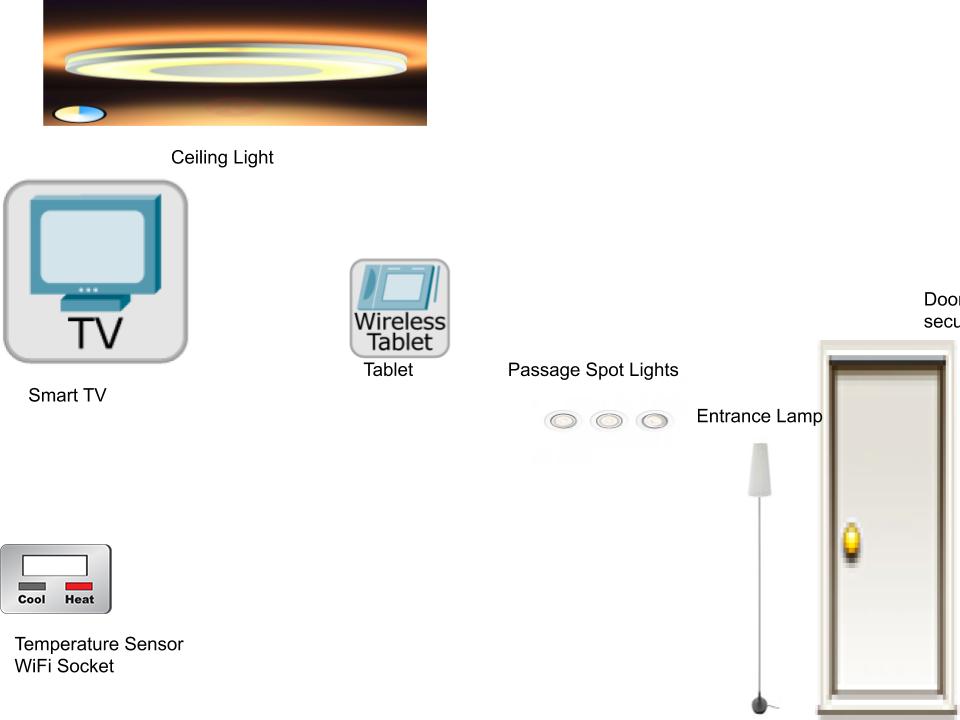 Ceiling Light
TV
Wireless
Tablet
Tablet
Passage Spot Lights
Smart TV
Entrance Lamp
Cool Heat
Temperature Sensor
WiFi Socket